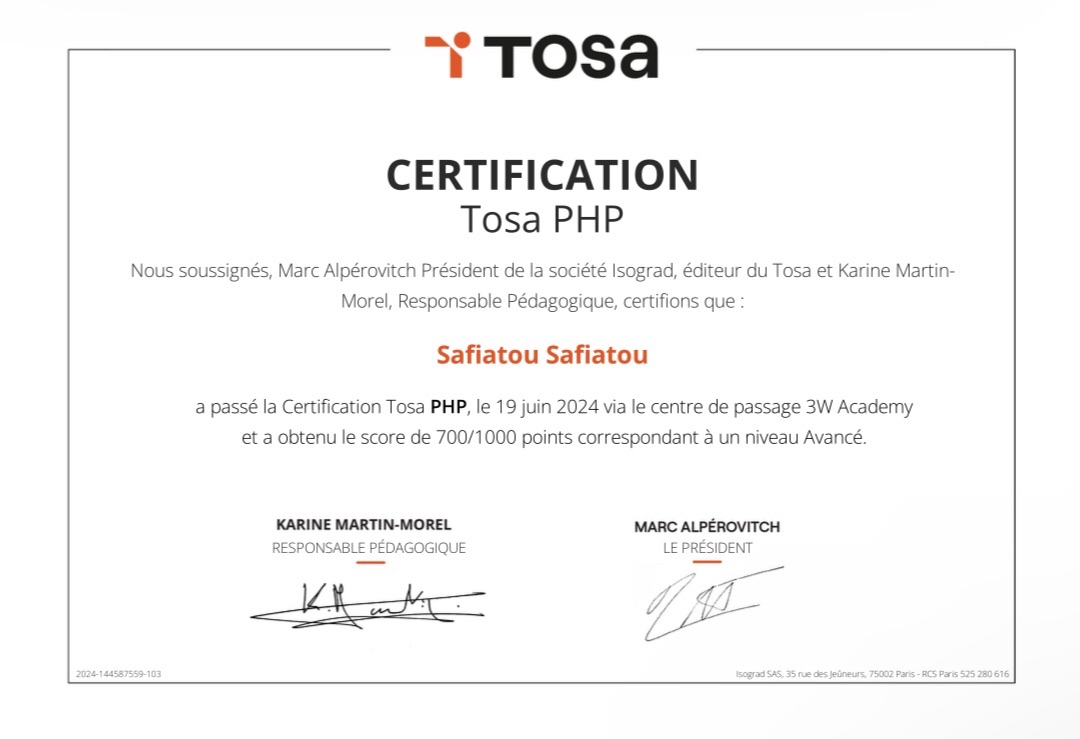 TOSA
CERTIFICATION
Tosa PHP
Nous soussignés, Marc Alpérovitch Président de la société Isograd, éditeur du Tosa et Karine Martin-
Morel, Responsable Pédagogique, certifions que :
Safiatou Safiatou
a passé la Certification Tosa PHP, le 19 juin 2024 via le centre de passage 3W Academy
et a obtenu le score de 700/1000 points correspondant à un niveau Avancé.
KARINE MARTIN-MOREL
RESPONSABLE PÉDAGOGIQUE
MARC ALPÉROVITCH
LE PRÉSIDENT
2024-144587559-103
Isograd SAS, 35 rue des Jeûneurs, 75002 Paris - RCS Paris 525 280 616